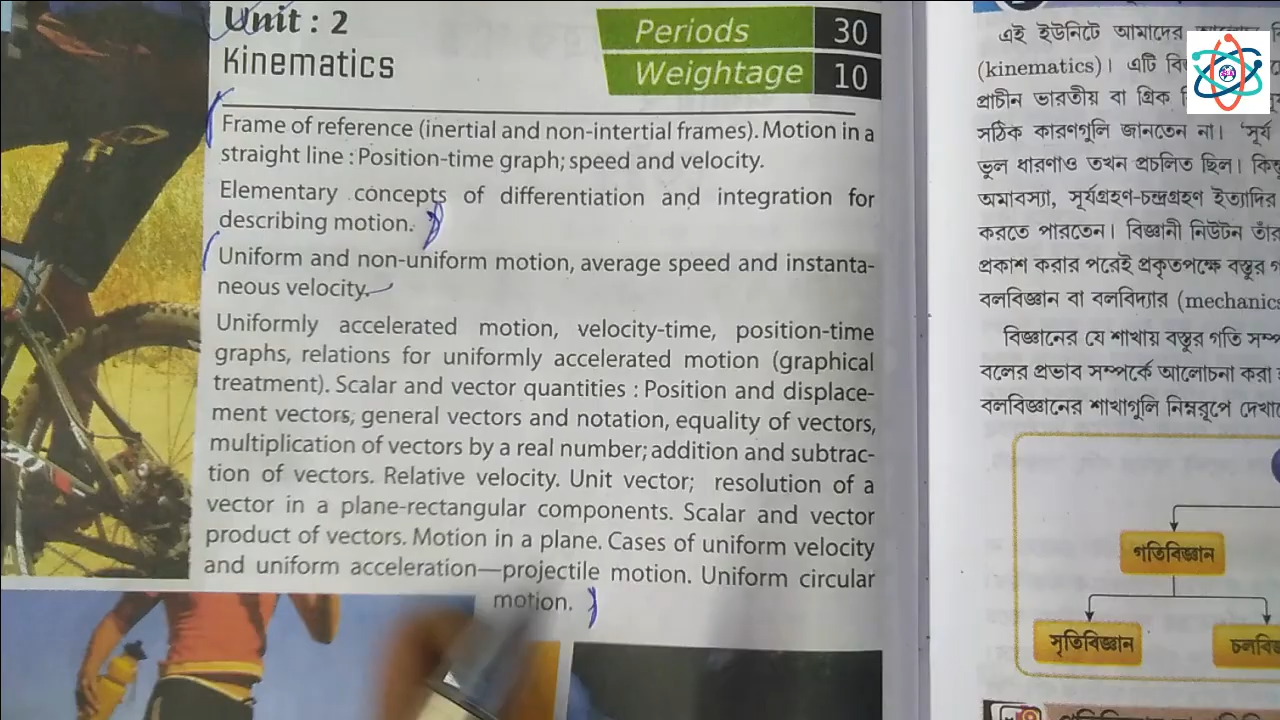 Unit : 2
Kinematics
Periods 30
Weightage 10
Frame of reference (inertial and non-intertial frames). Motion in a
straight line : Position-time graph; speed and velocity.
Elementary concepts of differentiation and integration for
describing motion.
Uniform and non-uniform motion, average speed and instanta-
neous velocity.
Uniformly accelerated motion, velocity-time, position-time
graphs, relations for uniformly accelerated motion (graphical
treatment). Scalar and vector quantities : Position and displace-
ment vectors, general vectors and notation, equality of vectors,
multiplication of vectors by a real number; addition and subtrac-
tion of vectors. Relative velocity. Unit vector; resolution of a
vector in a plane-rectangular components. Scalar and vector
product of vectors. Motion in a plane. Cases of uniform velocity
and uniform acceleration—projectile motion. Uniform circular
motion.
এই ইউনিটে আমাদের
(kinematics)। এটি
প্রাচীন ভারতীয় বা গ্রিক
সঠিক কারণগুলি জানতেন না। 'সূর্য
ভুল ধারণাও তখন প্রচলিত ছিল।
অমাবস্যা, সূর্যগ্রহণ-চন্দ্রগ্রহণ ইত্যাদির
করতে পারতেন। বিজ্ঞানী নিউটন
প্রকাশ করার পরেই প্রকৃতপক্ষে বস্তুর
বলবিজ্ঞান বা বলবিদ্যার (mechanics
বিজ্ঞানের যে শাখায় বস্তুর গতি
বলের প্রভাব সম্পর্কে আলোচনা করা
বলবিজ্ঞানের শাখাগুলি নিম্নরূপে
গতিবিজ্ঞান
সৃতিবিজ্ঞান